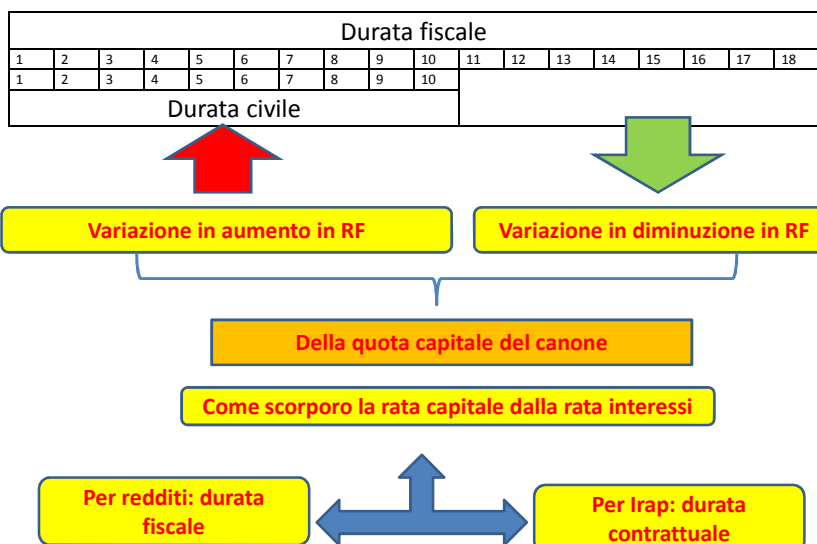 Durata fiscale
1 2 3 4 5 6 7 8 9 10 11 12 13 14 15 16 17 18
1 2 3 4 5 6 7 8 9 10
Durata civile
Variazione in aumento in RF
Variazione in diminuzione in RF
Della quota capitale del canone
Come scorporo la rata capitale dalla rata interessi
Per redditi: durata
fiscale
Per Irap: durata
contrattuale